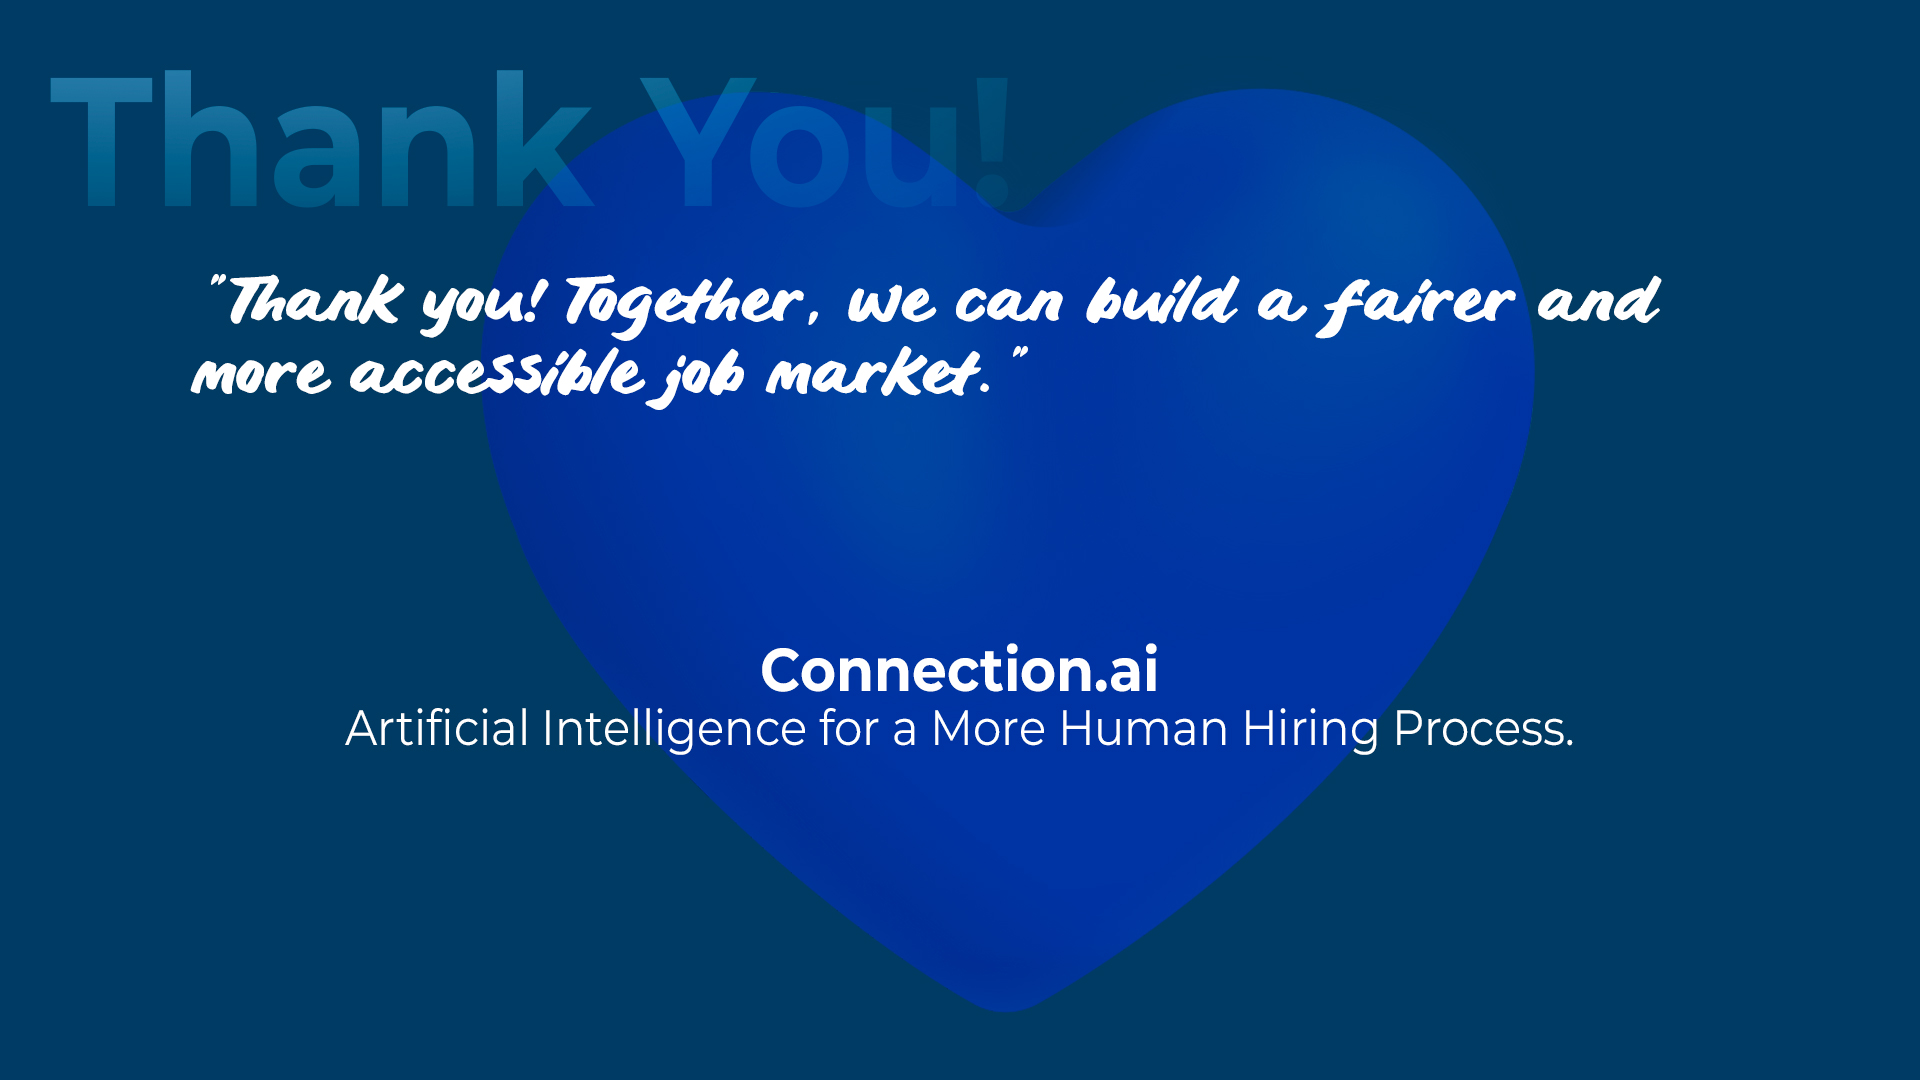 Thank You!
"Thank you! Together, we can build a fairer and
more accessible job market."
Connection.ai
Artificial Intelligence for a More Human Hiring Process.